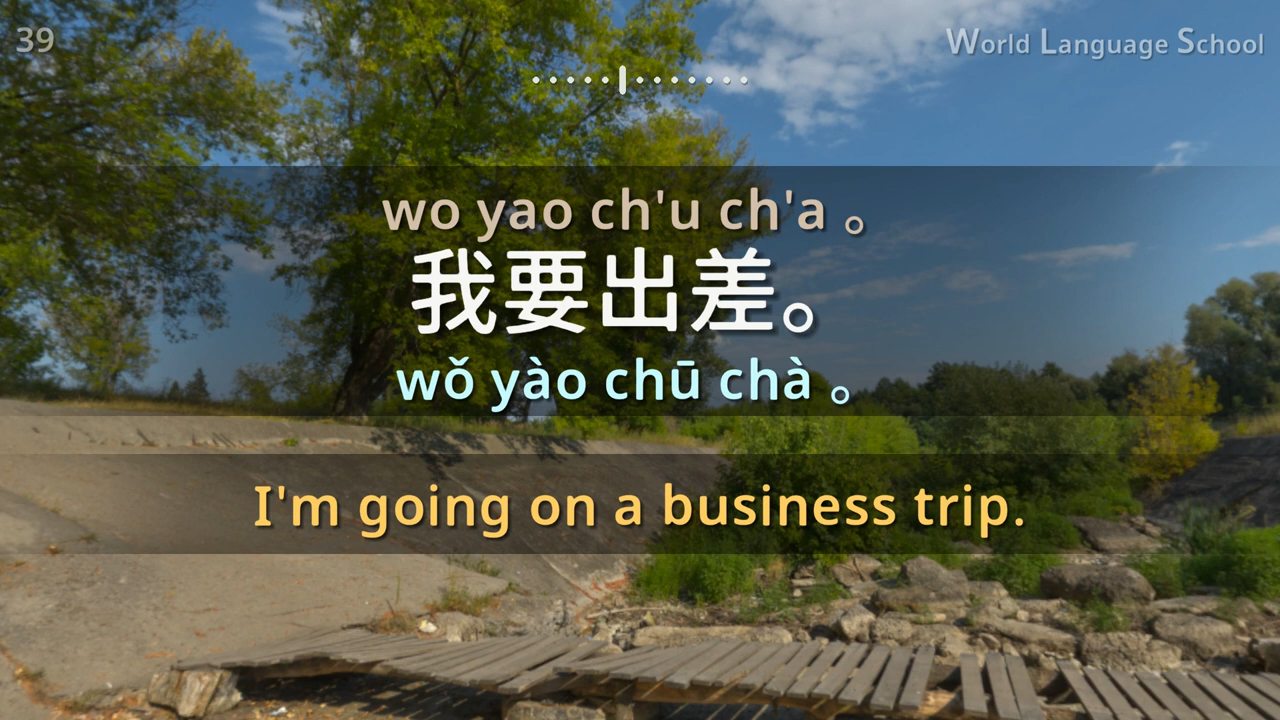 39
World Language School
wo yao ch'u ch'a 。
我要出差。
wǒ yào chū chà 。
I'm going on a business trip.